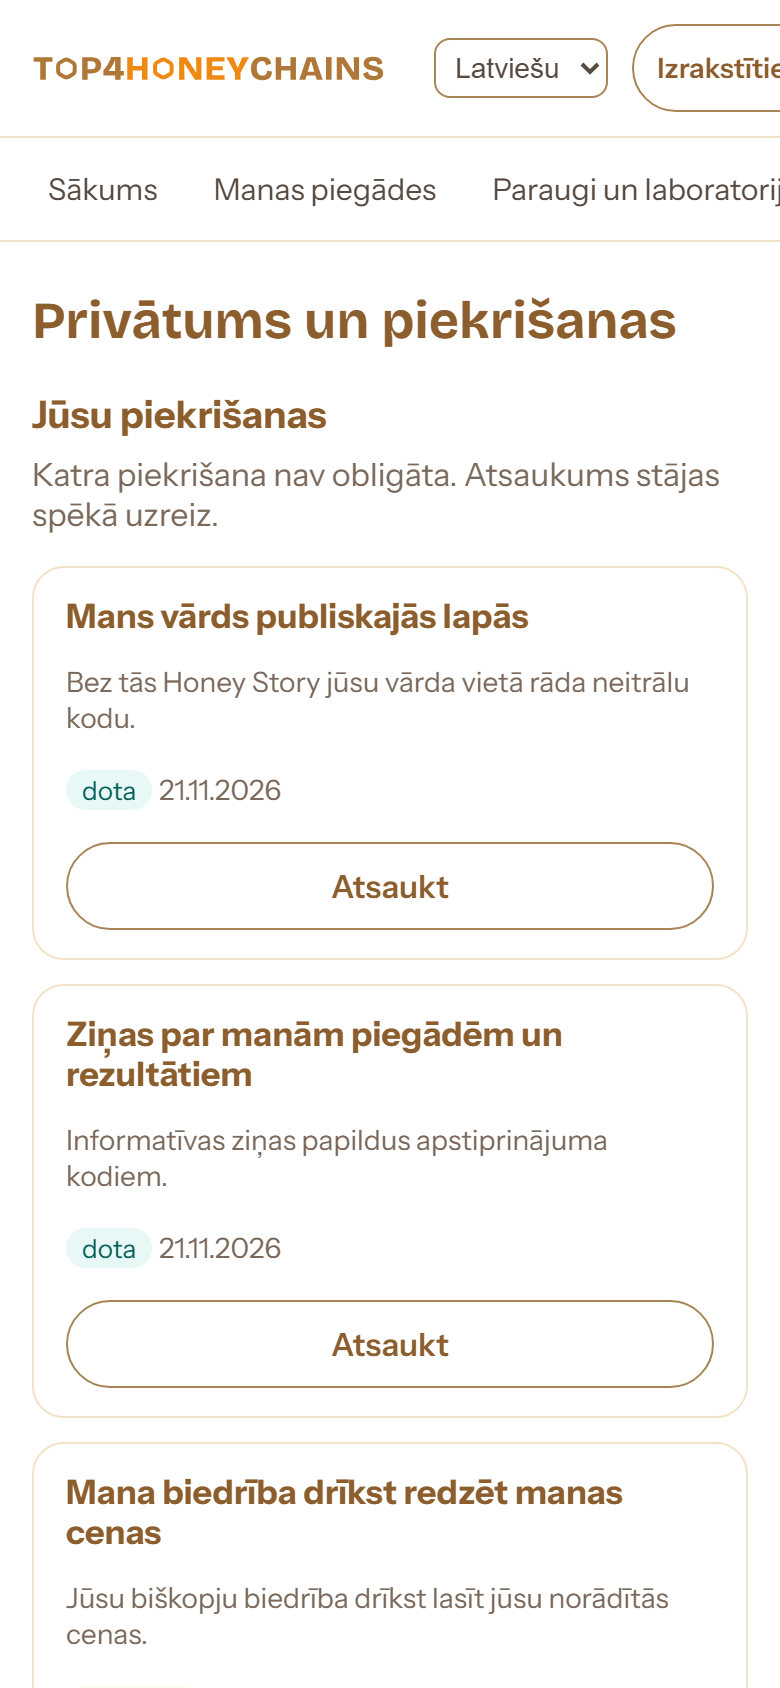 TOP4HONEYCHAINS
Latviešu
Sākums
Manas piegādes
Privātums un piekrišanas
Jūsu piekrišanas
Katra piekrišana nav obligāta. Atsaukums stājas
spēkā uzreiz.
Mans vārds publiskajās lapās
Bez tās Honey Story jūsu vārda vietā rāda neitrālu
kodu.
dota 21.11.2026
Atsaukt
Ziņas par manām piegādēm un
rezultātiem
Informatīvas ziņas papildus apstiprinājuma
kodiem.
dota 21.11.2026
Atsaukt
Mana biedrība drīkst redzēt manas
cenas
Jūsu biškopju biedrība drīkst lasīt jūsu norādītās
cenas.